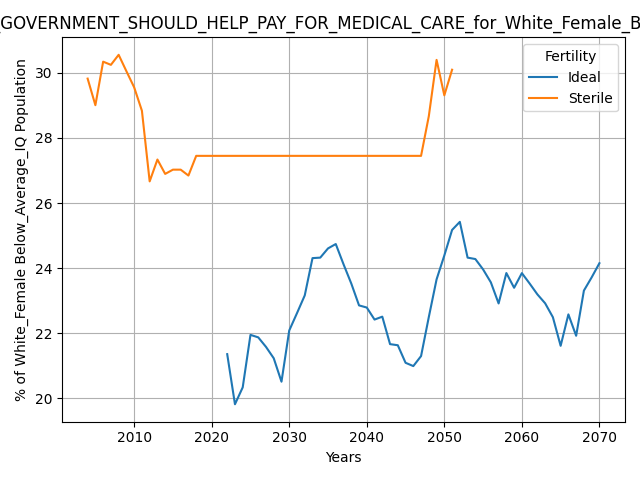 _GOVERNMENT_SHOULD_HELP_PAY_FOR_MEDICAL_CARE_for_White_Female_B
Fertility
Ideal
Sterile
% of White_Female Below_Average_IQ Population
30
28
26
24
22
20
2010 2020 2030 2040 2050 2060 2070
Years